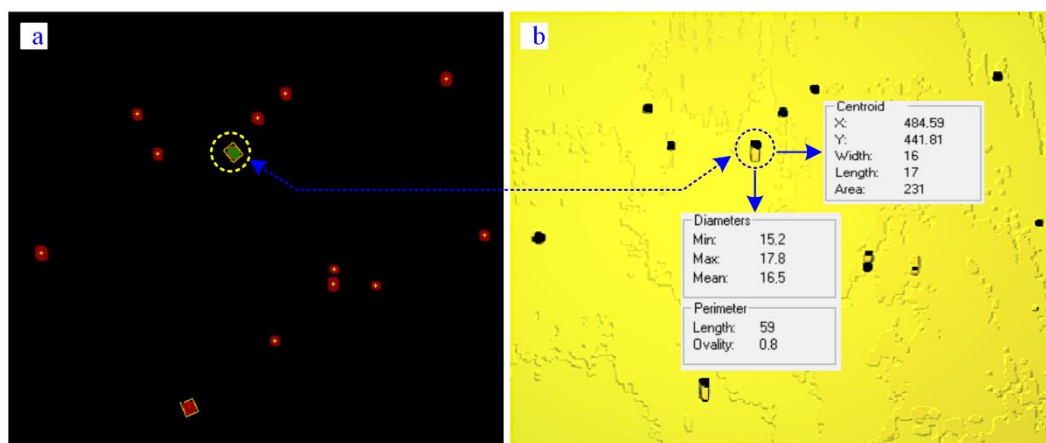 a
b
Centroid
X: 484.59
Y: 441.81
Width: 16
Length: 17
Area: 231
Diameters
Min: 15.2
Max: 17.8
Mean: 16.5
Perimeter
Length: 59
Ovality: 0.8